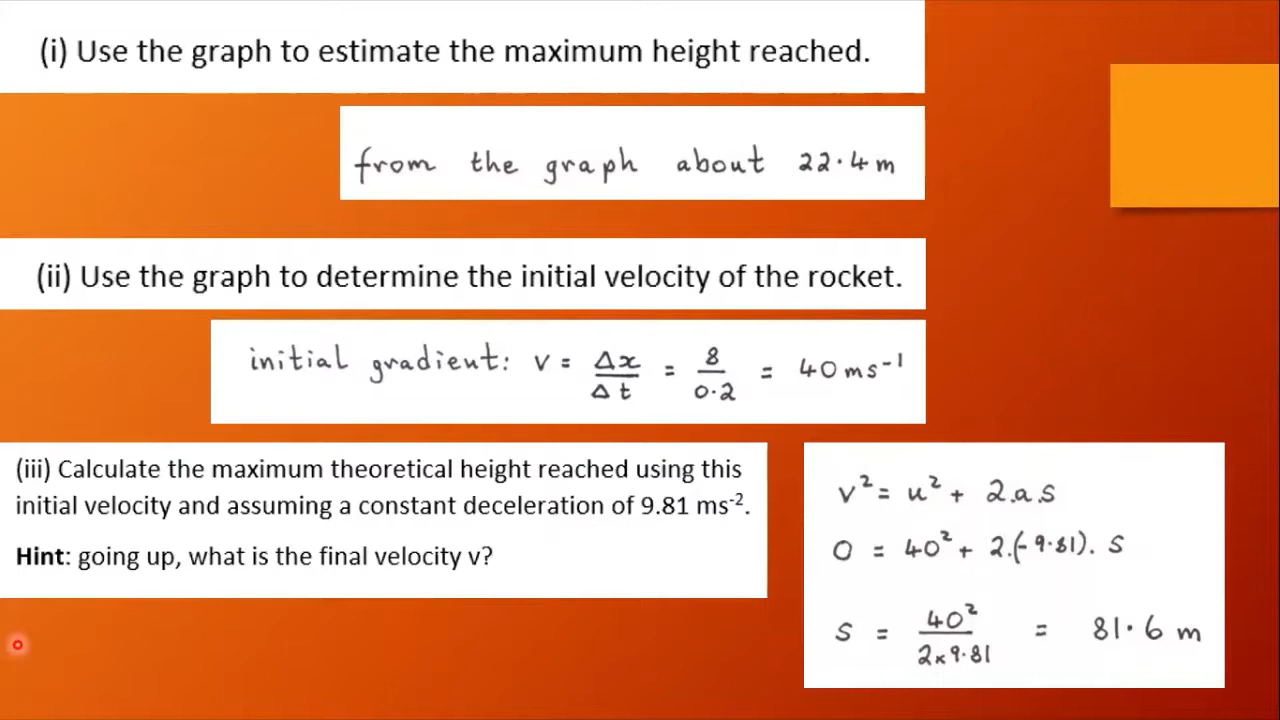 (i) Use the graph to estimate the maximum height reached.
from the graph about 22.4 m
(ii) Use the graph to determine the initial velocity of the rocket.
initial gradient: v = Δx/Δt = 8/0.2 = 40 ms⁻¹
(iii) Calculate the maximum theoretical height reached using this
initial velocity and assuming a constant deceleration of 9.81 ms⁻².
Hint: going up, what is the final velocity v?
v² = u² + 2.a.s
0 = 40² + 2.(-9.81). s
s = 40²/2×9.81 = 81.6 m